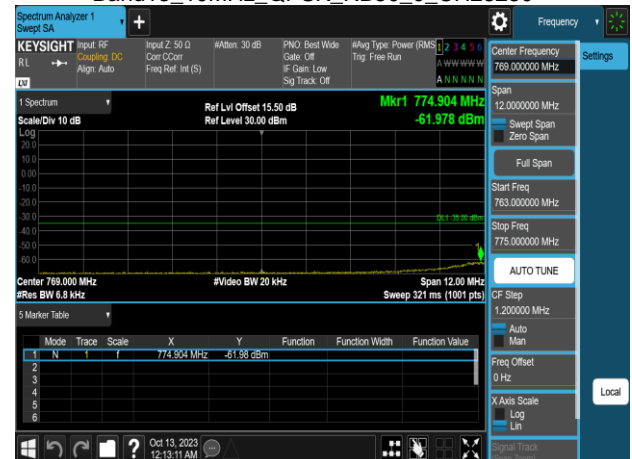 Spectrum Analyzer 1
Swept SA
Frequency
KEYSIGHT
RL
LXI
Input: RF
Coupling: DC
Align: Auto
Input Z: 50 Ω
Corr CCorr
Freq Ref: Int (S)
#Atten: 30 dB
PNO: Best Wide
Gate: Off
IF Gain: Low
Sig Track: Off
#Avg Type: Power (RMS)
Trig: Free Run
1 2 3 4 5 6
A WW WW W
A N N N N N
1 Spectrum
Scale/Div 10 dB
Ref Lvl Offset 15.50 dB
Ref Level 30.00 dBm
Mkr1 774.904 MHz
-61.978 dBm
Log
20.0
10.0
0.00
-10.0
-20.0
-30.0
-40.0
-50.0
-60.0
DL1 -35.00 dBm
1
Center 769.000 MHz
#Res BW 6.8 kHz
#Video BW 20 kHz
Span 12.00 MHz
Sweep 321 ms (1001 pts)
5 Marker Table
Mode Trace Scale X Y Function Function Width Function Value
1 N 1 f 774.904 MHz -61.98 dBm
2
3
4
5
6
Oct 13, 2023
12:13:11 AM
Center Frequency
769.000000 MHz
Span
12.0000000 MHz
Swept Span
Zero Span
Full Span
Start Freq
763.000000 MHz
Stop Freq
775.000000 MHz
AUTO TUNE
CF Step
1.200000 MHz
Auto
Man
Freq Offset
0 Hz
X Axis Scale
Log
Lin
Signal Track
Settings
Local